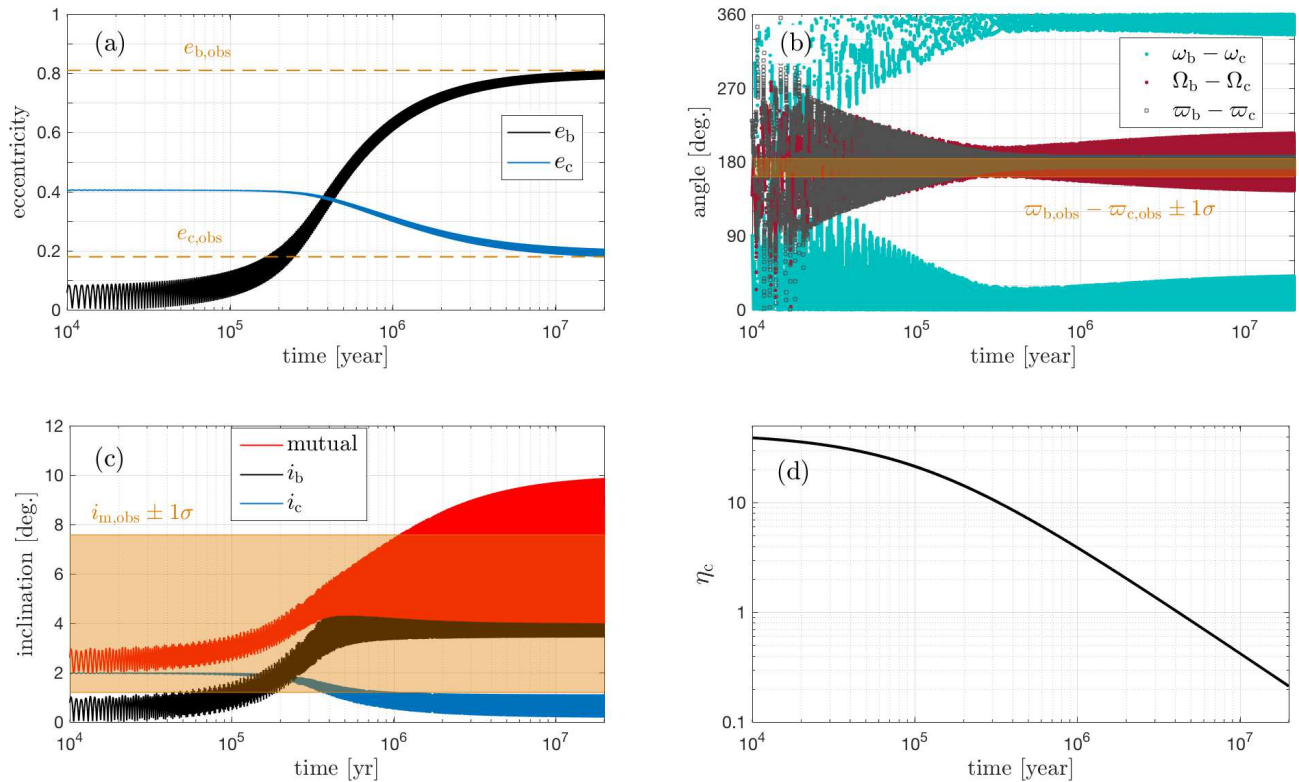 (a)
e_b,obs
e_c,obs
e_b
e_c
eccentricity
1
0.8
0.6
0.4
0.2
0
10^4
10^5
10^6
10^7
time [year]
(b)
ω_b − ω_c
Ω_b − Ω_c
ϖ_b − ϖ_c
ϖ_b,obs − ϖ_c,obs ± 1σ
angle [deg.]
360
270
180
90
0
10^4
10^5
10^6
10^7
time [year]
(c)
mutual
i_b
i_c
i_m,obs ± 1σ
inclination [deg.]
12
10
8
6
4
2
0
10^4
10^5
10^6
10^7
time [yr]
(d)
η_c
10
1
0.1
10^4
10^5
10^6
10^7
time [year]